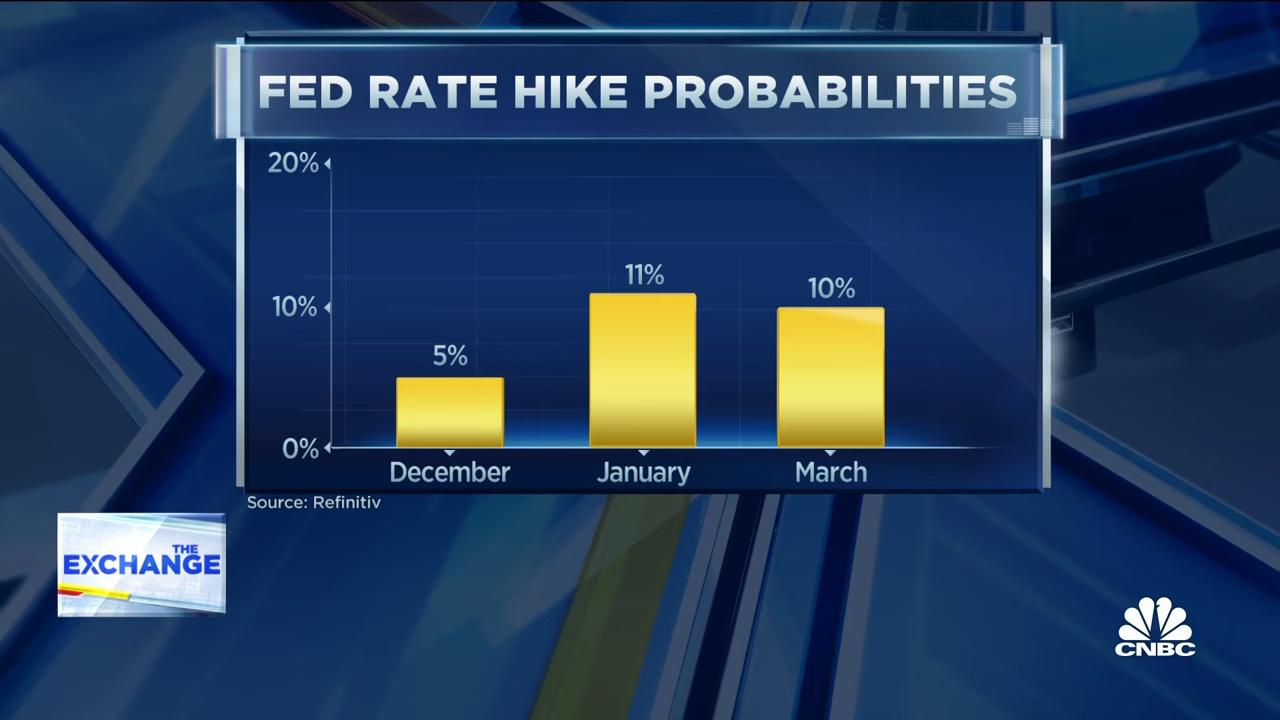 FED RATE HIKE PROBABILITIES
20%
10%
0%
5%
11%
10%
December
January
March
Source: Refinitiv
THE
EXCHANGE
CNBC